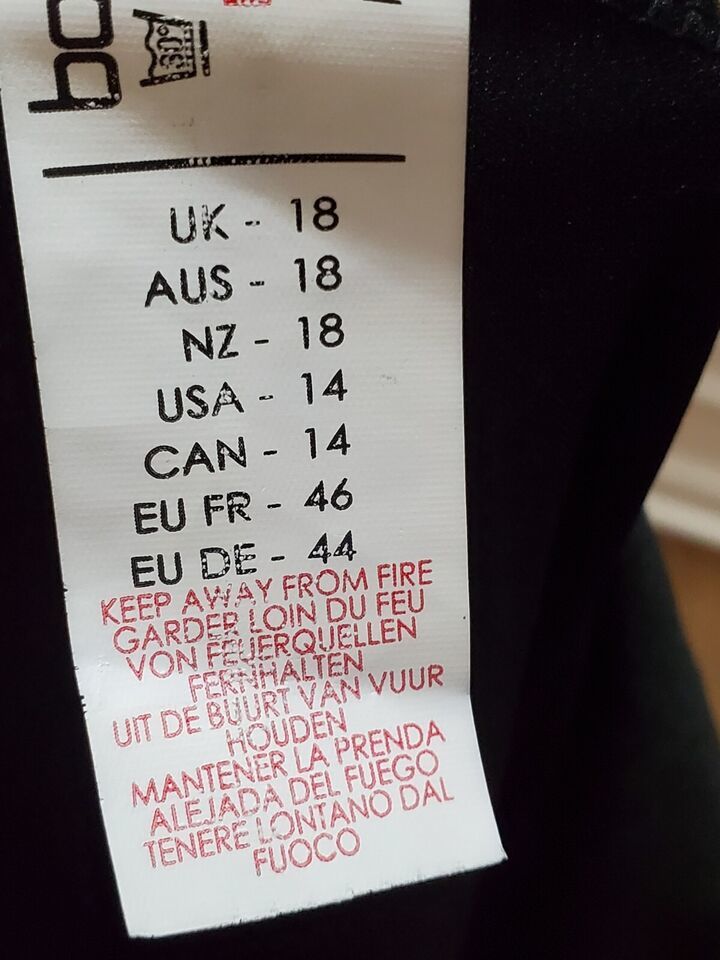 bo
30°
UK - 18
AUS - 18
NZ - 18
USA - 14
CAN - 14
EU FR - 46
EU DE - 44
KEEP AWAY FROM FIRE
GARDER LOIN DU FEU
VON FEUERQUELLEN
FERNHALTEN
UIT DE BUURT VAN VUUR
HOUDEN
MANTENER LA PRENDA
ALEJADA DEL FUEGO
TENERE LONTANO DAL
FUOCO